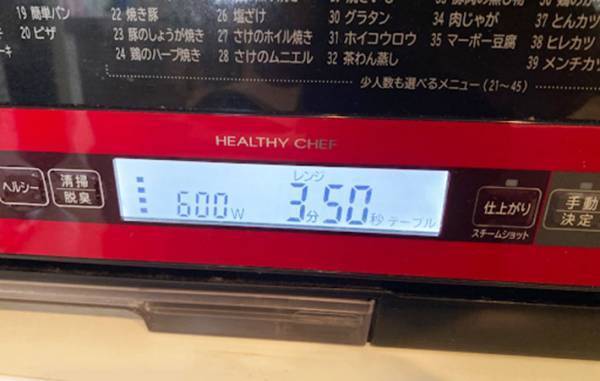 19 簡単パン
20 ピザ
22 焼き豚
23 豚のしょうが焼き
24 鶏のハーブ焼き
26 塩ざけ
27 さけのホイル焼き
28 さけのムニエル
30 グラタン
31 ホイコウロウ
32 茶わん蒸し
34 肉じゃが
35 マーボー豆腐
37 とんカツ
38 ヒレカツ
39 メンチカツ
少人数も選べるメニュー(21〜45)
HEALTHY CHEF
ヘルシー
清掃
脱臭
レンジ
600W 3分50秒 テーブル
仕上がり
スチームショット
手動
決定